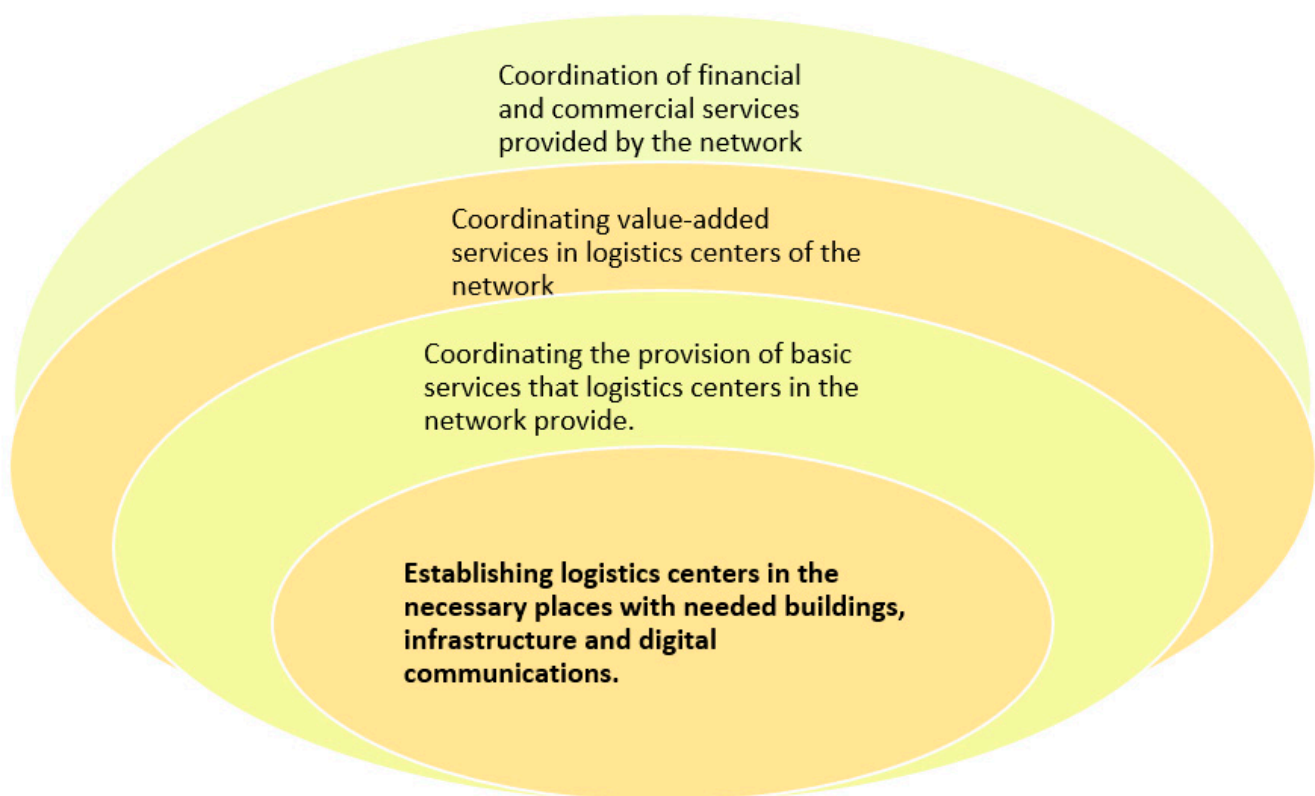 Coordination of financial
and commercial services
provided by the network
Coordinating value-added
services in logistics centers of the
network
Coordinating the provision of basic
services that logistics centers in the
network provide.
Establishing logistics centers in the
necessary places with needed buildings,
infrastructure and digital
communications.